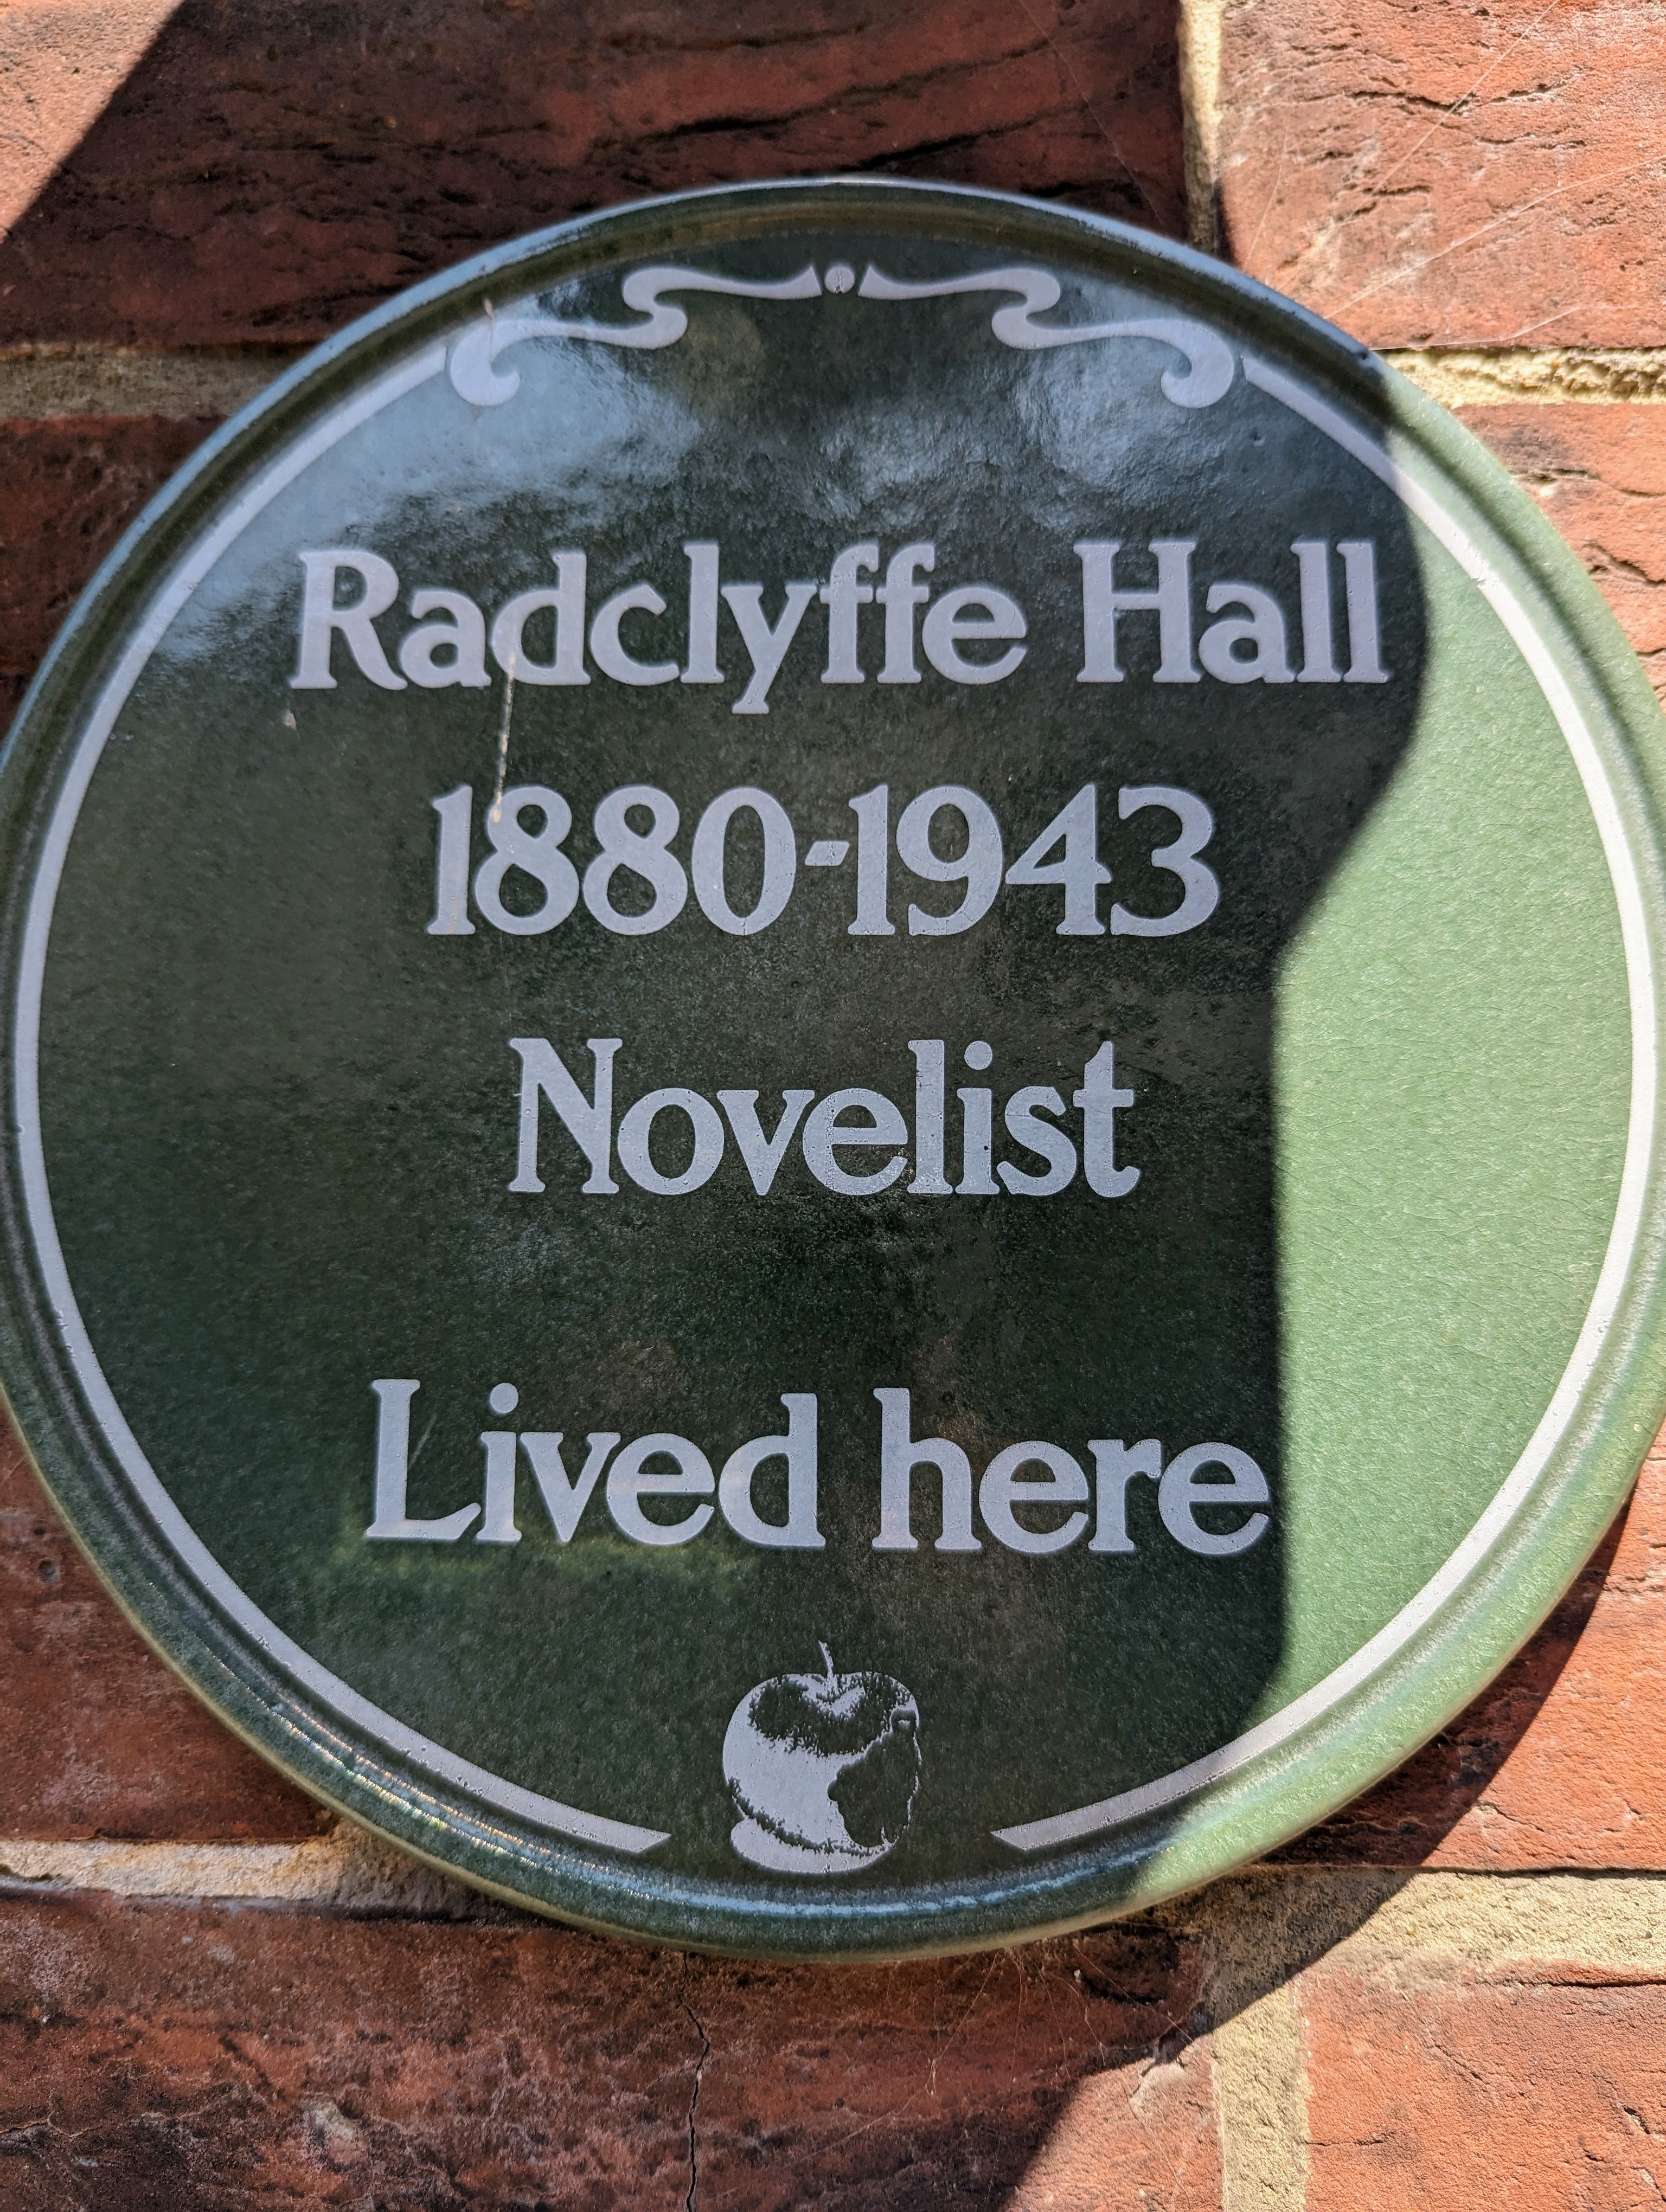 Radclyffe Hall
1880-1943
Novelist
Lived here